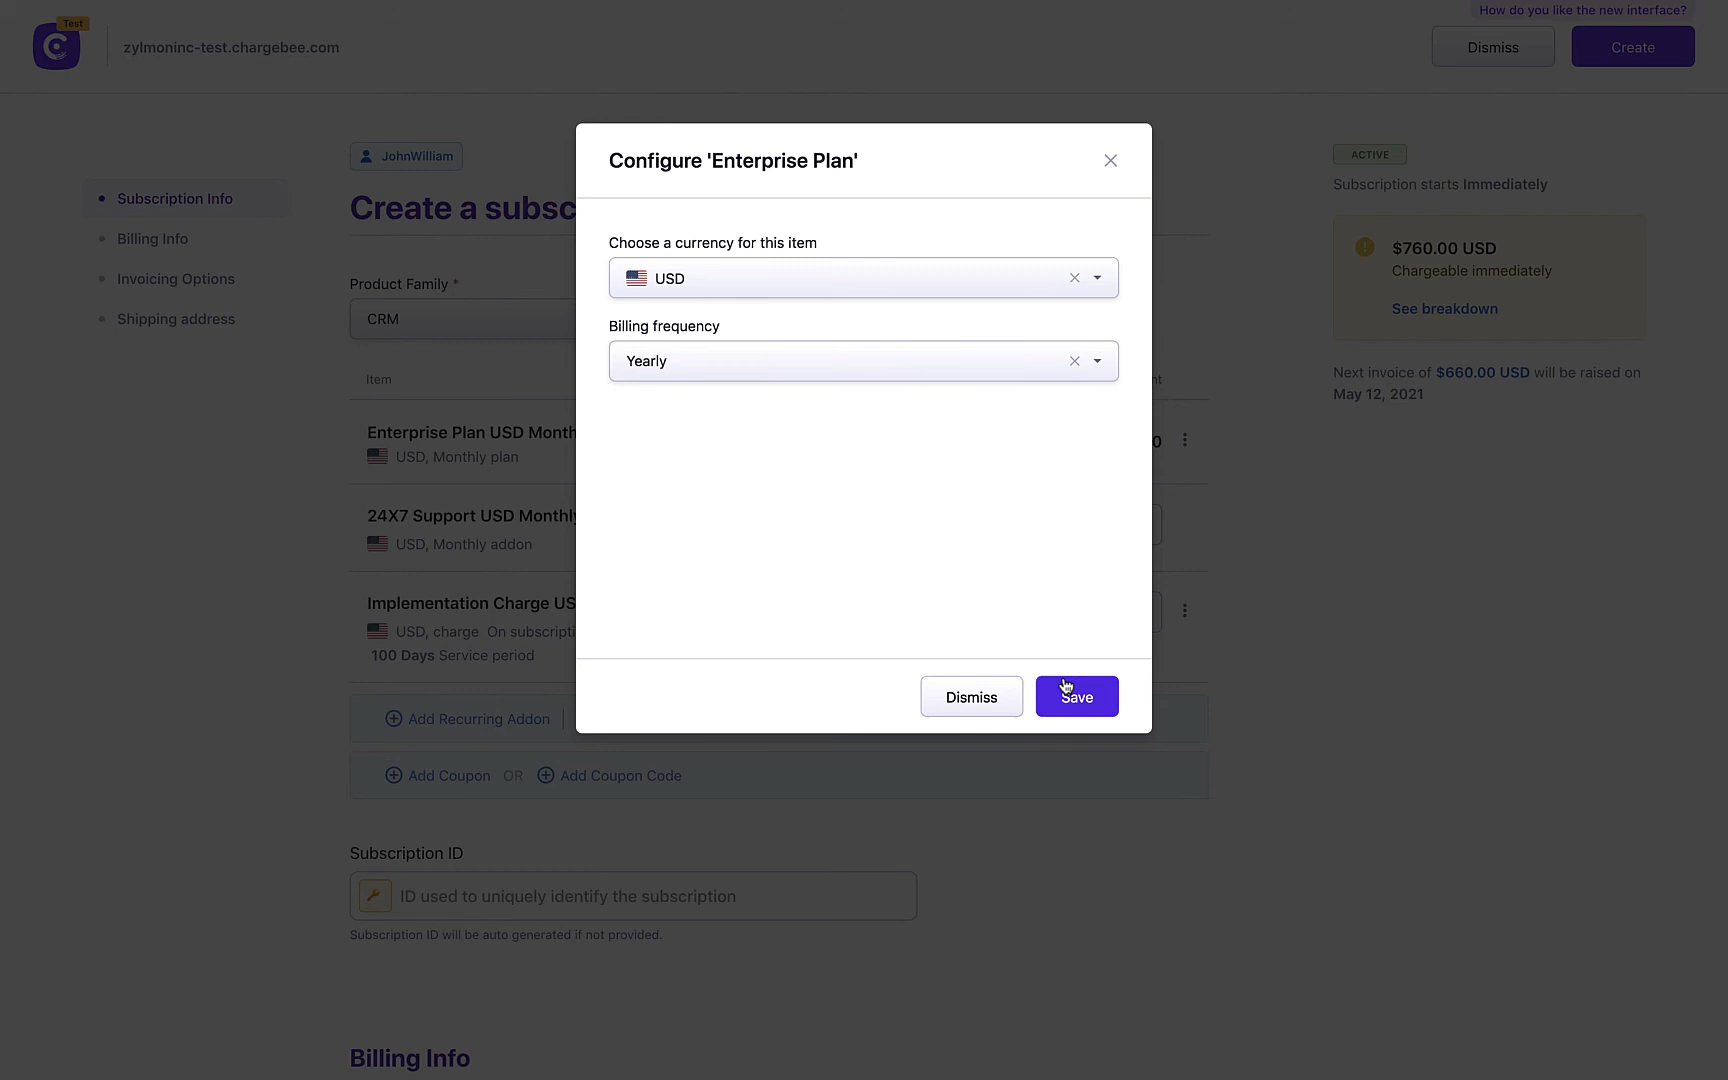 How do you like the new interface?
Test
zylmoninc-test.chargebee.com
Dismiss
Create
JohnWilliam
Subscription Info
Billing Info
Invoicing Options
Shipping address
Create a subsc
Product Family *
CRM
Item
nt
Enterprise Plan USD Month
USD, Monthly plan
0
24X7 Support USD Monthly
USD, Monthly addon
Implementation Charge US
USD, charge On subscripti
100 Days Service period
Add Recurring Addon
Add Coupon OR Add Coupon Code
Subscription ID
ID used to uniquely identify the subscription
Subscription ID will be auto generated if not provided.
Billing Info
Configure 'Enterprise Plan'
Choose a currency for this item
USD
Billing frequency
Yearly
Dismiss
Save
ACTIVE
Subscription starts Immediately
$760.00 USD
Chargeable immediately
See breakdown
Next invoice of $660.00 USD will be raised on
May 12, 2021